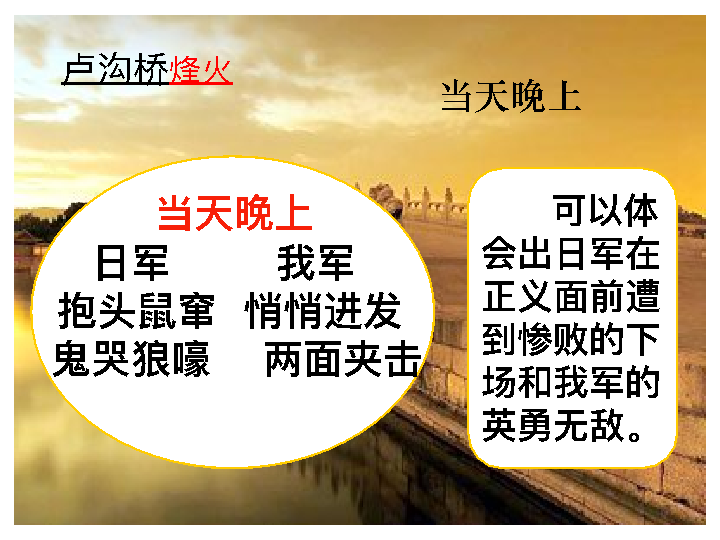 卢沟桥烽火
当天晚上
当天晚上
日军 我军
抱头鼠窜 悄悄进发
鬼哭狼嚎 两面夹击
可以体
会出日军在
正义面前遭
到惨败的下
场和我军的
英勇无敌。